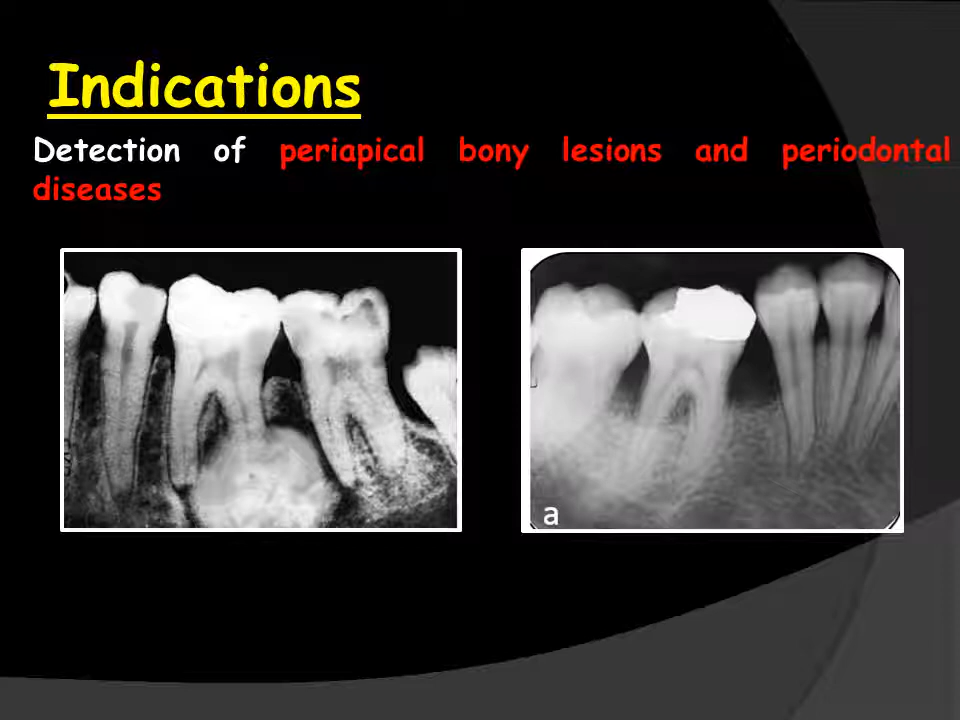 Indications
Detection of periapical bony lesions and periodontal
diseases
a